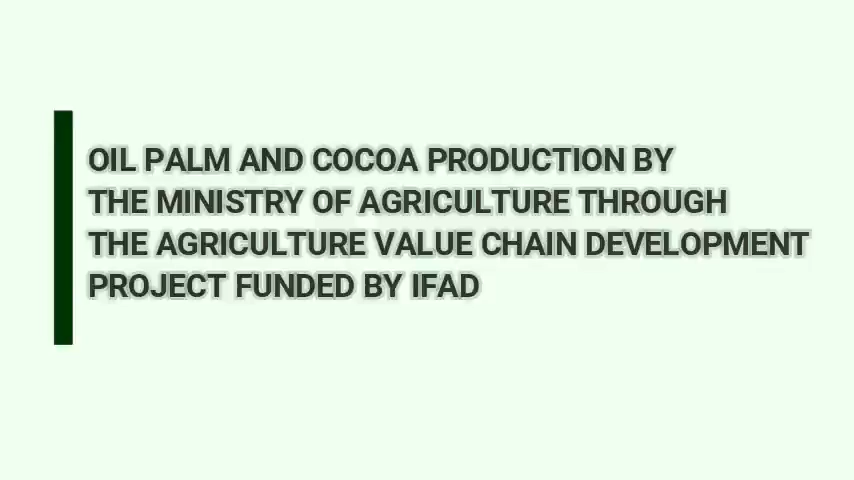 OIL PALM AND COCOA PRODUCTION BY
THE MINISTRY OF AGRICULTURE THROUGH
THE AGRICULTURE VALUE CHAIN DEVELOPMENT
PROJECT FUNDED BY IFAD